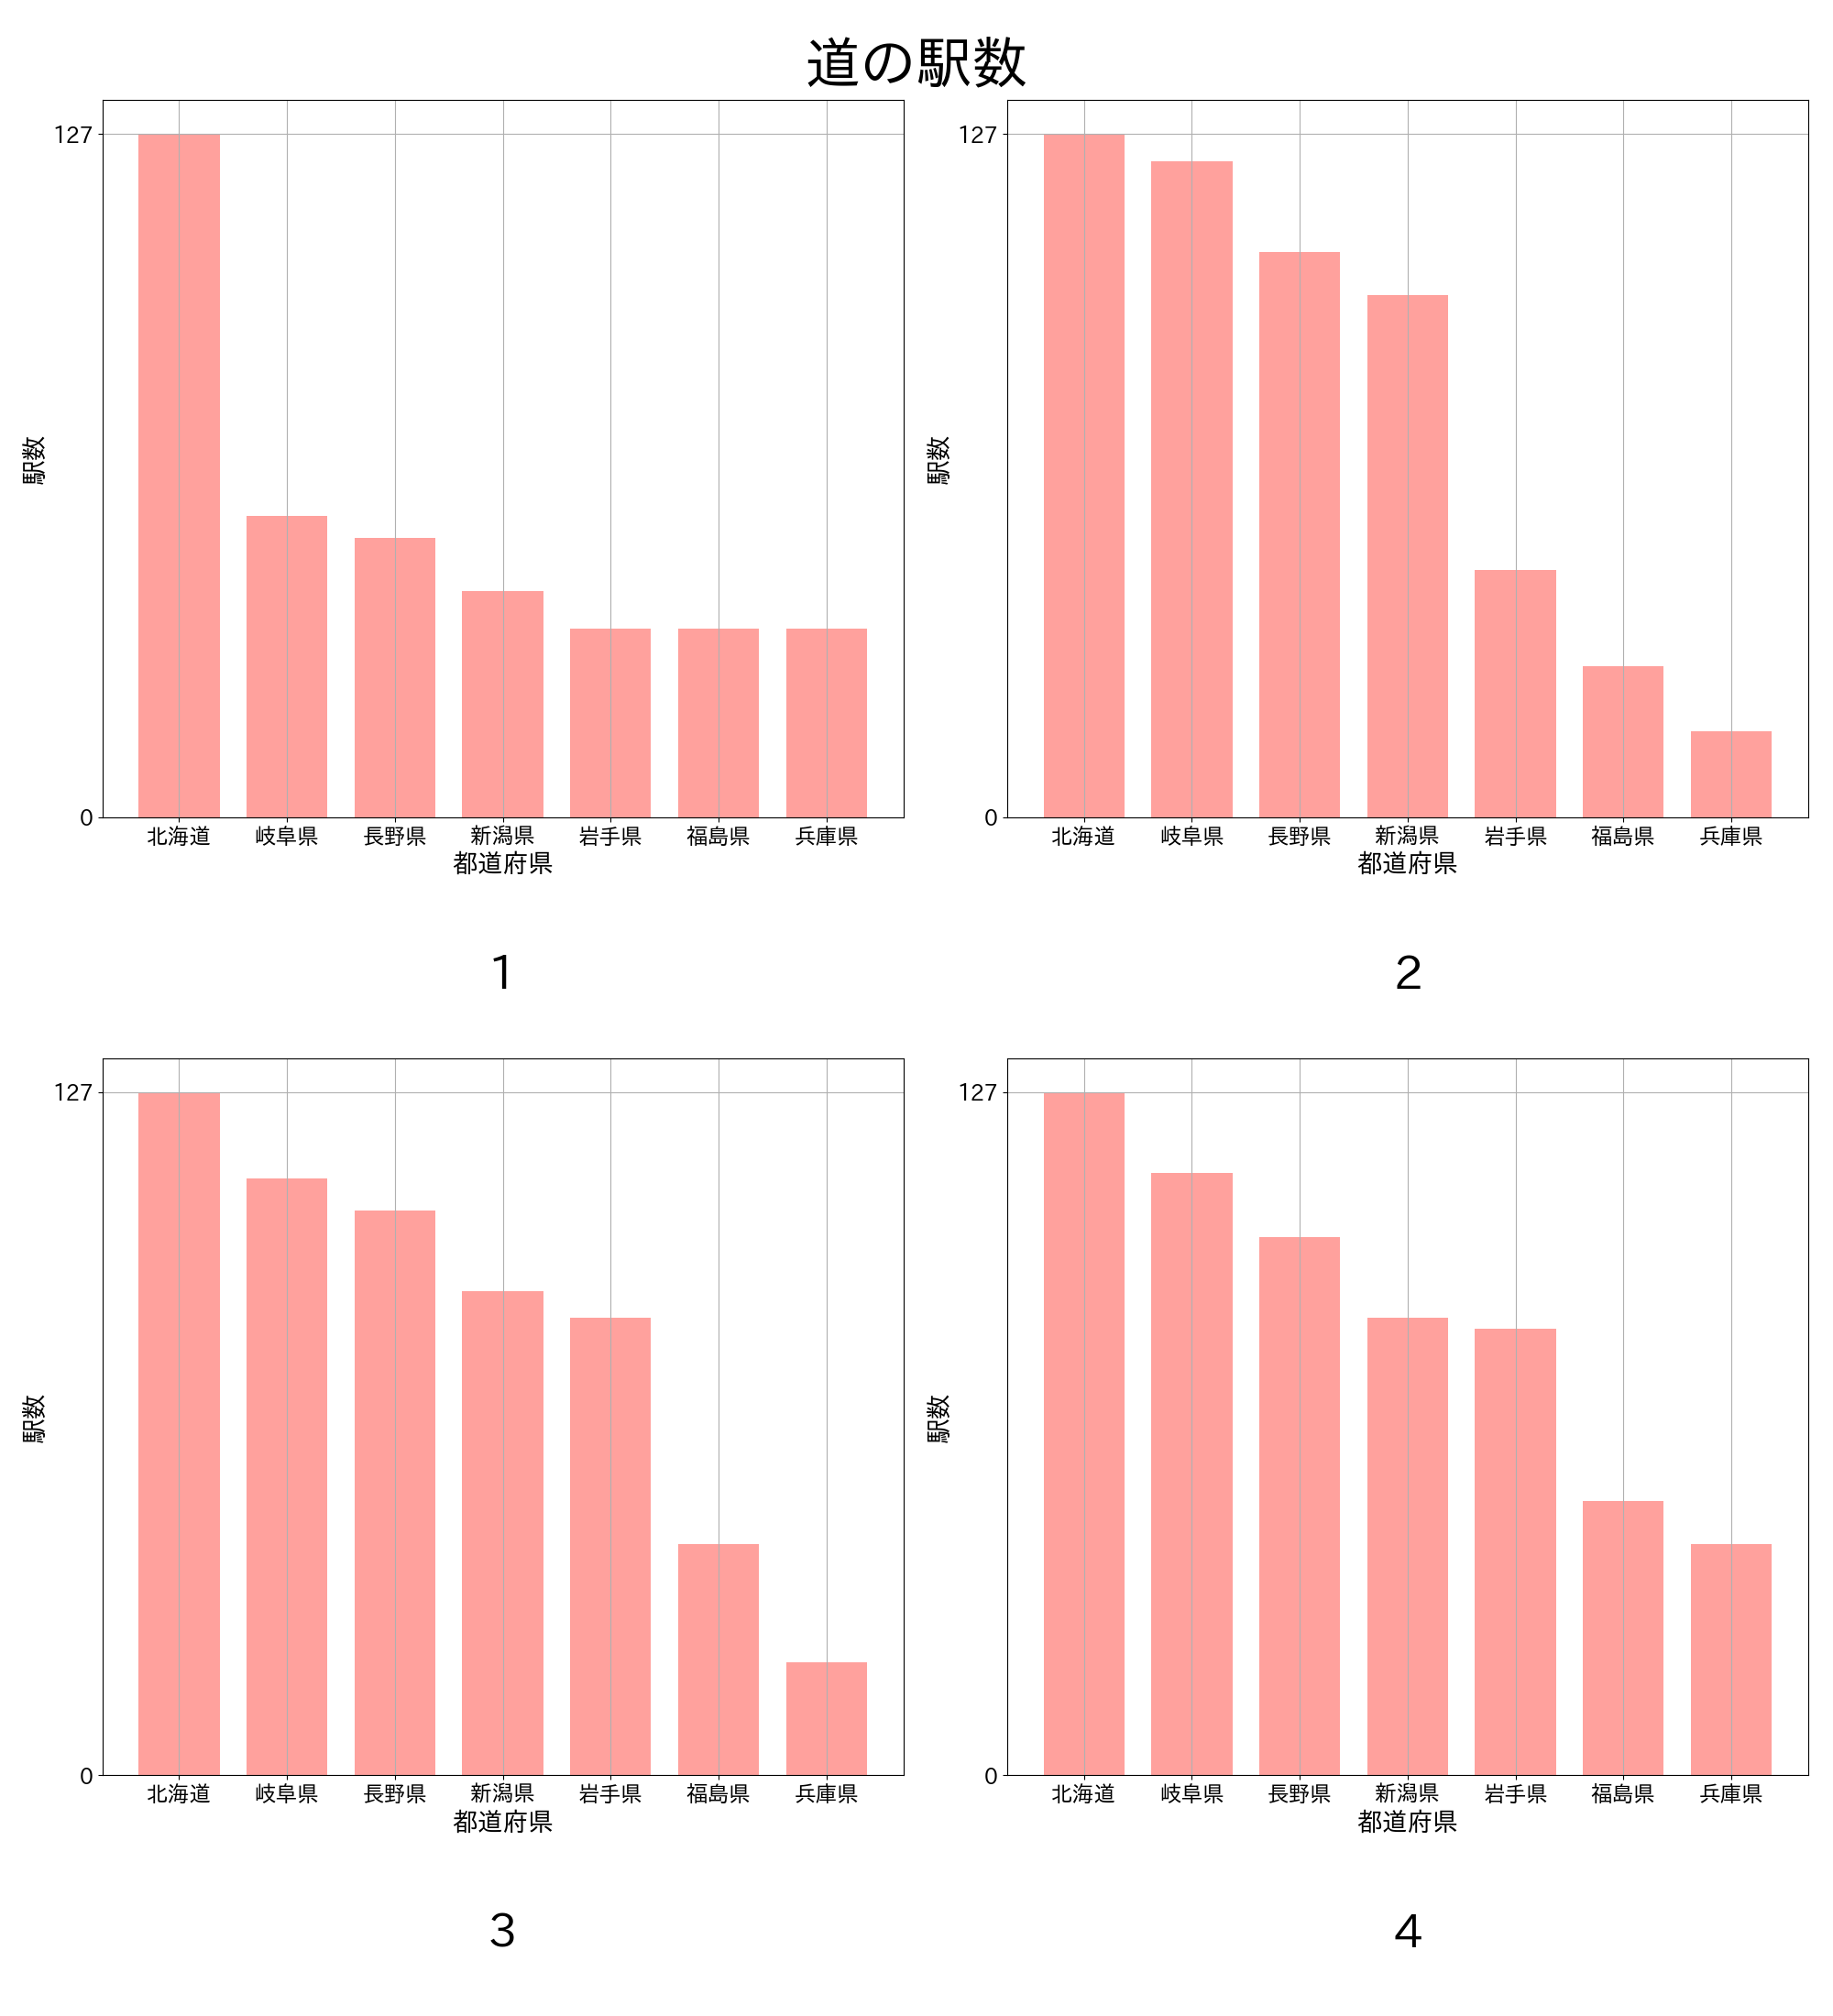 道の駅数
127
0
駅数
北海道 岐阜県 長野県 新潟県 岩手県 福島県 兵庫県
都道府県
1
127
0
駅数
北海道 岐阜県 長野県 新潟県 岩手県 福島県 兵庫県
都道府県
2
127
0
駅数
北海道 岐阜県 長野県 新潟県 岩手県 福島県 兵庫県
都道府県
3
127
0
駅数
北海道 岐阜県 長野県 新潟県 岩手県 福島県 兵庫県
都道府県
4